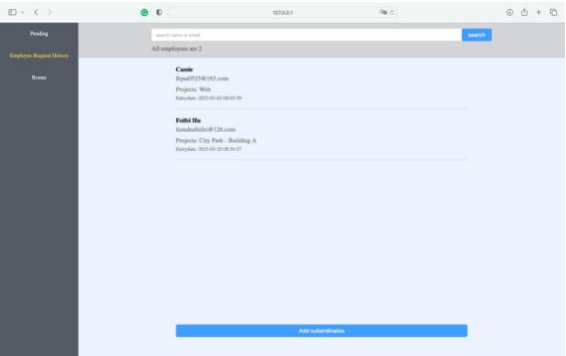 127.0.0.1
Pending
Employee Request History
Roster
search name or email
search
All employees are 2
Cassie
Projects: Web
Feifei Hu
Projects: City Park - Building A
Add subordinates